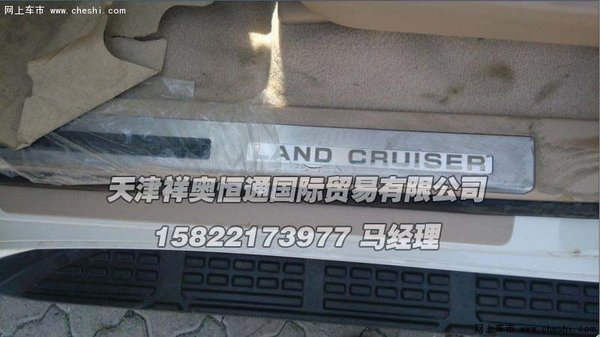 网上车市 www.cheshi.com
LAND CRUISER
天津祥奥恒通国际贸易有限公司
15822173977 马经理
网上车市 www.cheshi.com